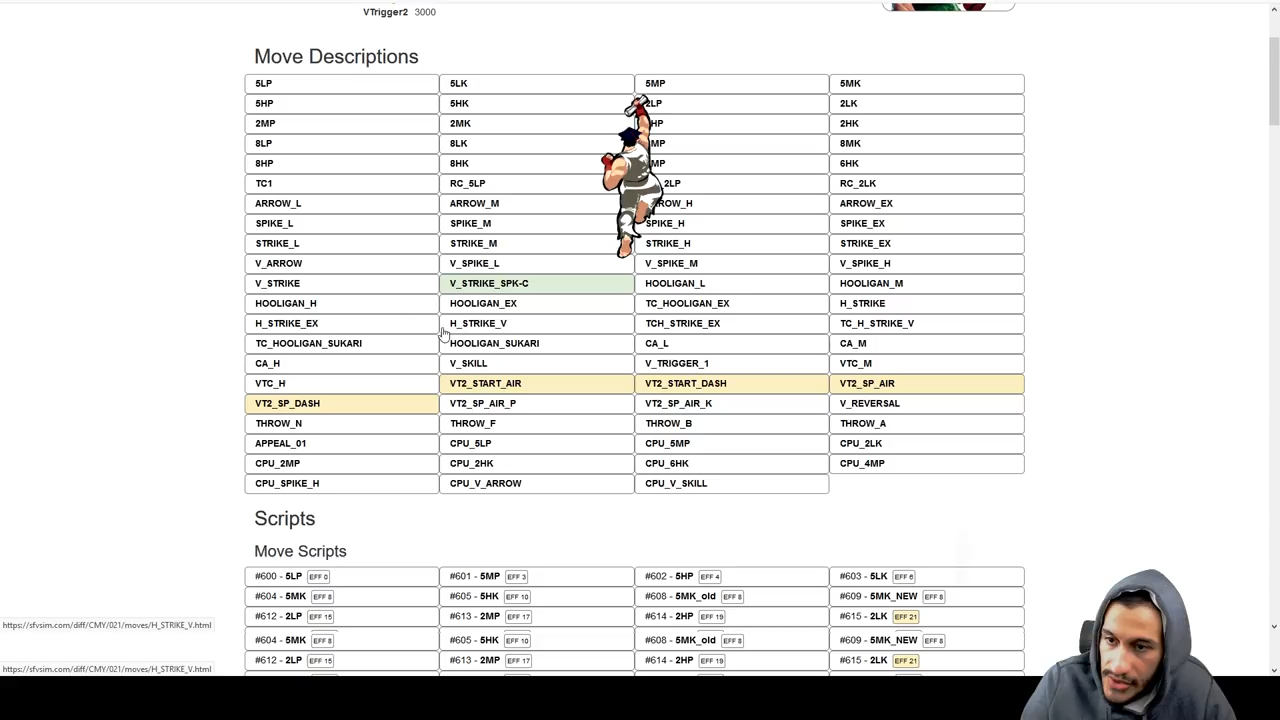 VTrigger2 3000
Move Descriptions
5LP 5LK 5MP 5MK
5HP 5HK 2LP 2LK
2MP 2MK HP 2HK
8LP 8LK MP 8MK
8HP 8HK MP 6HK
TC1 RC_5LP 2LP RC_2LK
ARROW_L ARROW_M ROW_H ARROW_EX
SPIKE_L SPIKE_M SPIKE_H SPIKE_EX
STRIKE_L STRIKE_M STRIKE_H STRIKE_EX
V_ARROW V_SPIKE_L V_SPIKE_M V_SPIKE_H
V_STRIKE V_STRIKE_SPK-C HOOLIGAN_L HOOLIGAN_M
HOOLIGAN_H HOOLIGAN_EX TC_HOOLIGAN_EX H_STRIKE
H_STRIKE_EX H_STRIKE_V TCH_STRIKE_EX TC_H_STRIKE_V
TC_HOOLIGAN_SUKARI HOOLIGAN_SUKARI CA_L CA_M
CA_H V_SKILL V_TRIGGER_1 VTC_M
VTC_H VT2_START_AIR VT2_START_DASH VT2_SP_AIR
VT2_SP_DASH VT2_SP_AIR_P VT2_SP_AIR_K V_REVERSAL
THROW_N THROW_F THROW_B THROW_A
APPEAL_01 CPU_5LP CPU_5MP CPU_2LK
CPU_2MP CPU_2HK CPU_6HK CPU_4MP
CPU_SPIKE_H CPU_V_ARROW CPU_V_SKILL
Scripts
Move Scripts
#600 - 5LP EFF 0 #601 - 5MP EFF 3 #602 - 5HP EFF 4 #603 - 5LK EFF 6
#604 - 5MK EFF 8 #605 - 5HK EFF 10 #608 - 5MK_old EFF 8 #609 - 5MK_NEW EFF 8
#612 - 2LP EFF 15 #613 - 2MP EFF 17 #614 - 2HP EFF 19 #615 - 2LK EFF 21
https://sfvsim.com/diff/CMY/021/moves/H_STRIKE_V.html
#604 - 5MK EFF 8 #605 - 5HK EFF 10 #608 - 5MK_old EFF 8 #609 - 5MK_NEW EFF 8
#612 - 2LP EFF 15 #613 - 2MP EFF 17 #614 - 2HP EFF 19 #615 - 2LK EFF 21
https://sfvsim.com/diff/CMY/021/moves/H_STRIKE_V.html